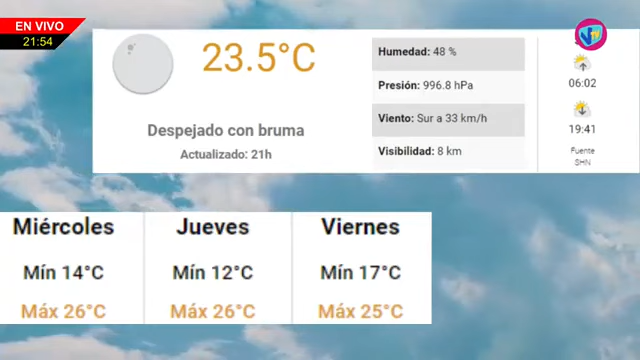 EN VIVO
21:54
23.5°C
Despejado con bruma
Actualizado: 21h
Humedad: 48 %
Presión: 996.8 hPa
Viento: Sur a 33 km/h
Visibilidad: 8 km
06:02
19:41
Fuente
SHN
Miércoles
Mín 14°C
Máx 26°C
Jueves
Mín 12°C
Máx 26°C
Viernes
Mín 17°C
Máx 25°C